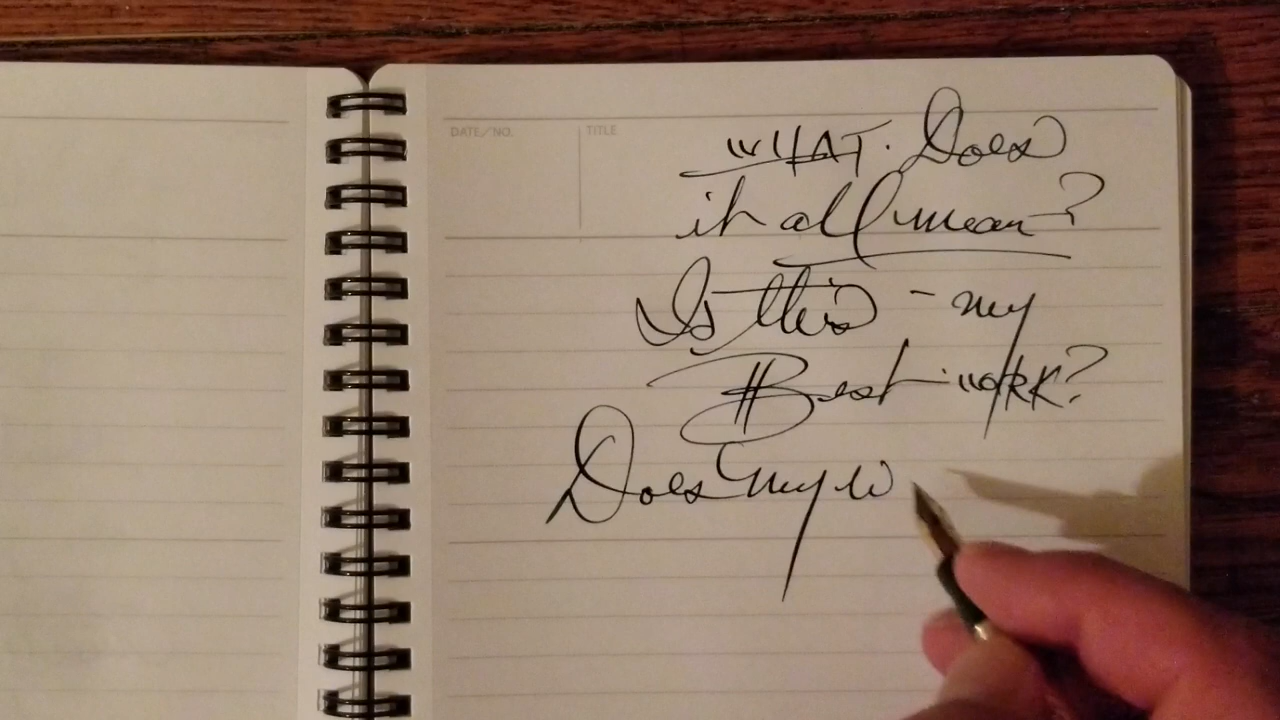 DATE/NO. TITLE
WHAT. Does
it all mean?
Is this - my
Best work?
Does my w